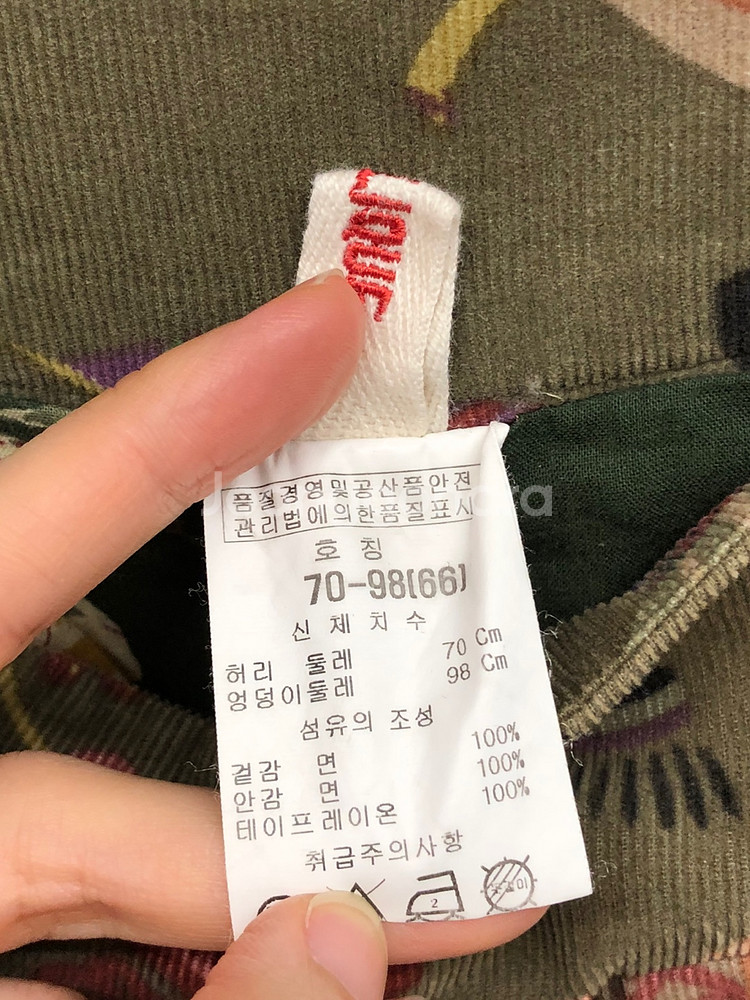 품질경영및공산품안전
관리법에의한품질표시
호 칭
70-98(66)
신 체 치 수
허리 둘레 70 Cm
엉덩이둘레 98 Cm
섬유의 조성
겉감 면 100%
안감 면 100%
테이프레이온 100%
취급주의사항
2